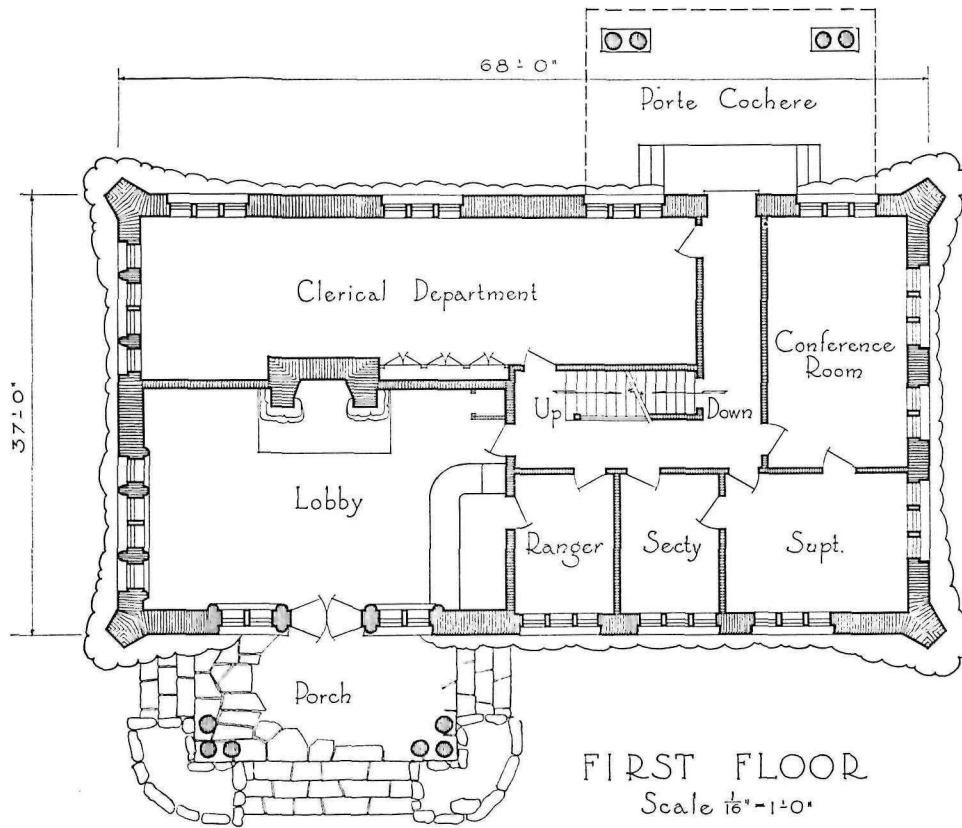 68'-0"
Porte Cochere
37'-0"
Clerical Department
Conference
Room
Up
Down
Lobby
Ranger
Secty
Supt.
Porch
FIRST FLOOR
Scale 1/16"-1'-0"